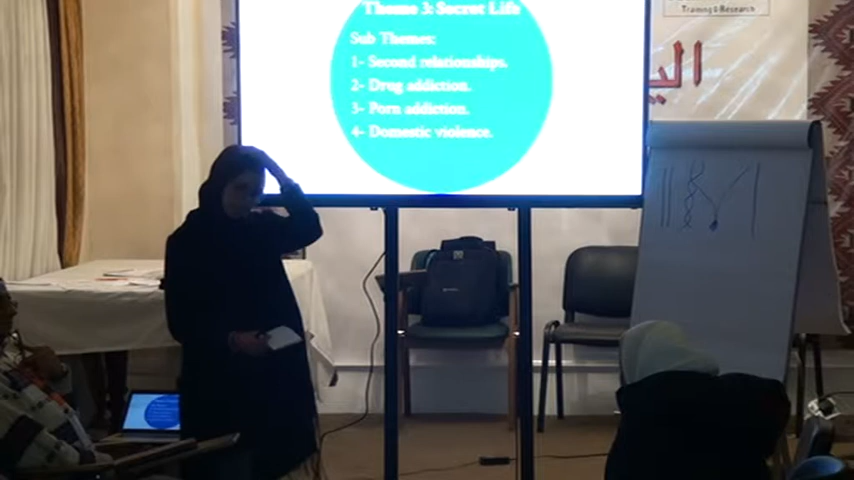 Theme 3: Secret Life
Sub Themes:
1- Second relationships.
2- Drug addiction.
3- Porn addiction.
4- Domestic violence.
Training & Research